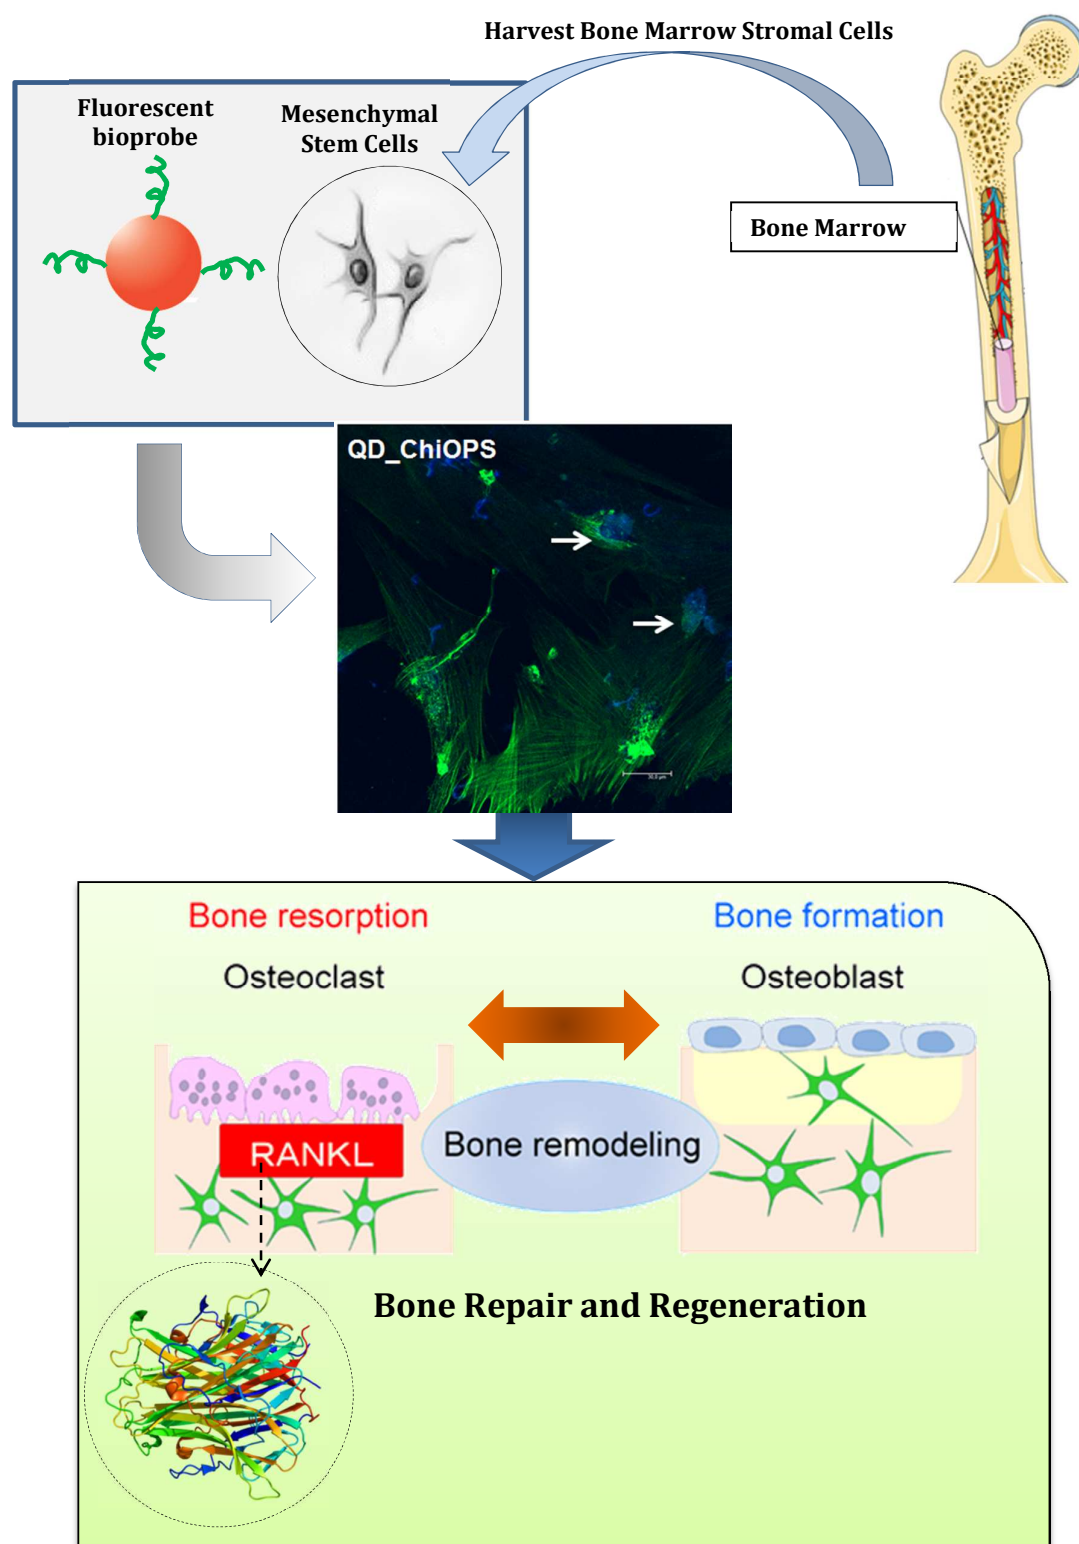 Harvest Bone Marrow Stromal Cells
Fluorescent
bioprobe
Mesenchymal
Stem Cells
Bone Marrow
QD_ChiOPS
Bone resorption
Bone formation
Osteoclast
Osteoblast
RANKL
Bone remodeling
Bone Repair and Regeneration